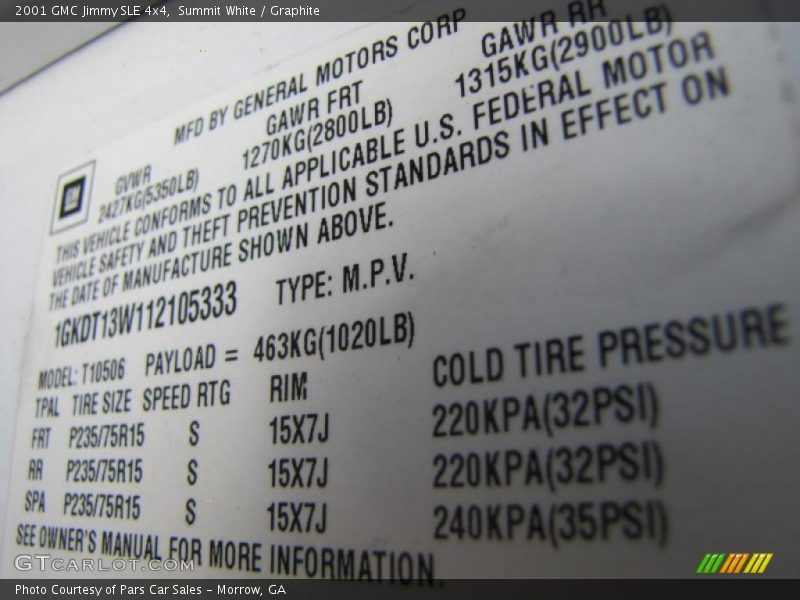 2001 GMC Jimmy SLE 4x4,  Summit White / Graphite
MFD BY GENERAL MOTORS CORP
GVWR GAWR FRT GAWR RR
2427KG(5350LB) 1270KG(2800LB) 1315KG(2900LB)
THIS VEHICLE CONFORMS TO ALL APPLICABLE U.S. FEDERAL MOTOR
VEHICLE SAFETY AND THEFT PREVENTION STANDARDS IN EFFECT ON
THE DATE OF MANUFACTURE SHOWN ABOVE.
1GKDT13W112105333 TYPE: M.P.V.
MODEL: T10506 PAYLOAD = 463KG(1020LB)
TPAL TIRE SIZE SPEED RTG RIM COLD TIRE PRESSURE
FRT P235/75R15 S 15X7J 220KPA(32PSI)
RR P235/75R15 S 15X7J 220KPA(32PSI)
SPA P235/75R15 S 15X7J 240KPA(35PSI)
SEE OWNER'S MANUAL FOR MORE INFORMATION.
GTCARLOT.COM
Photo Courtesy of Pars Car Sales - Morrow, GA